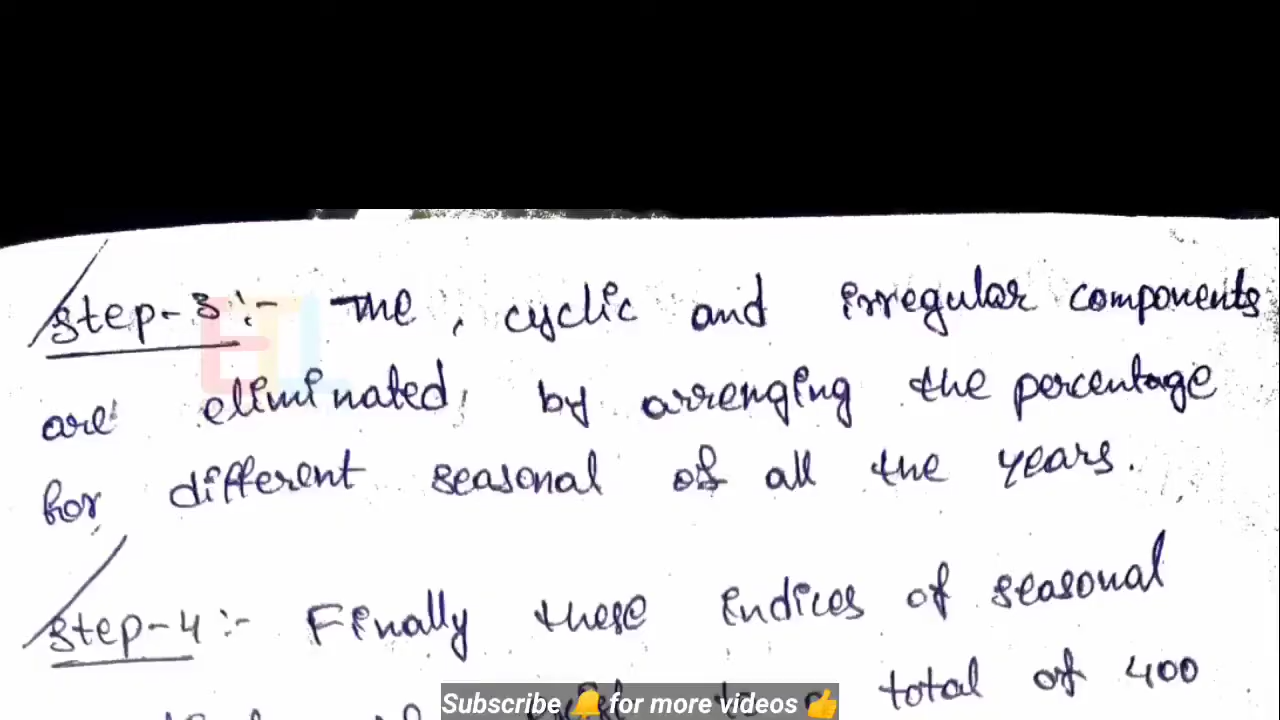 Step-3:- The, cyclic and irregular components
are eliminated, by arrenging the percentage
for different seasonal of all the years.
Step-4:- Finally these indices of seasonal
total of 400
Subscribe 🔔 for more videos 👍